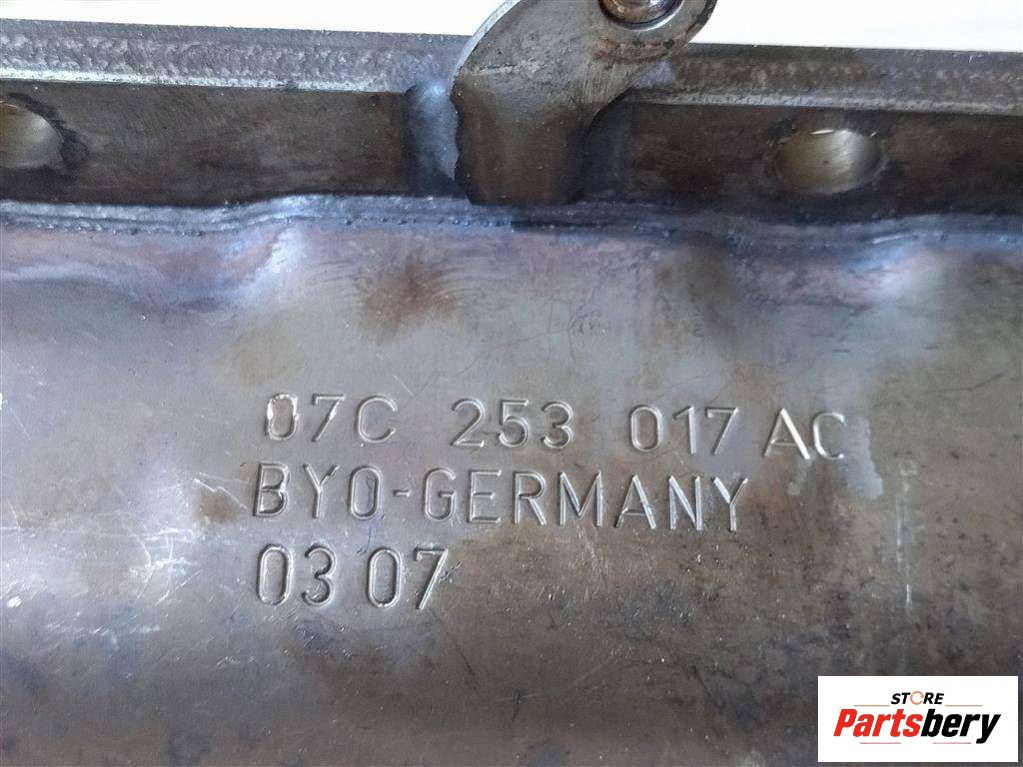 07C 253 017 AC
BYO-GERMANY
03 07
STORE
Partsbery